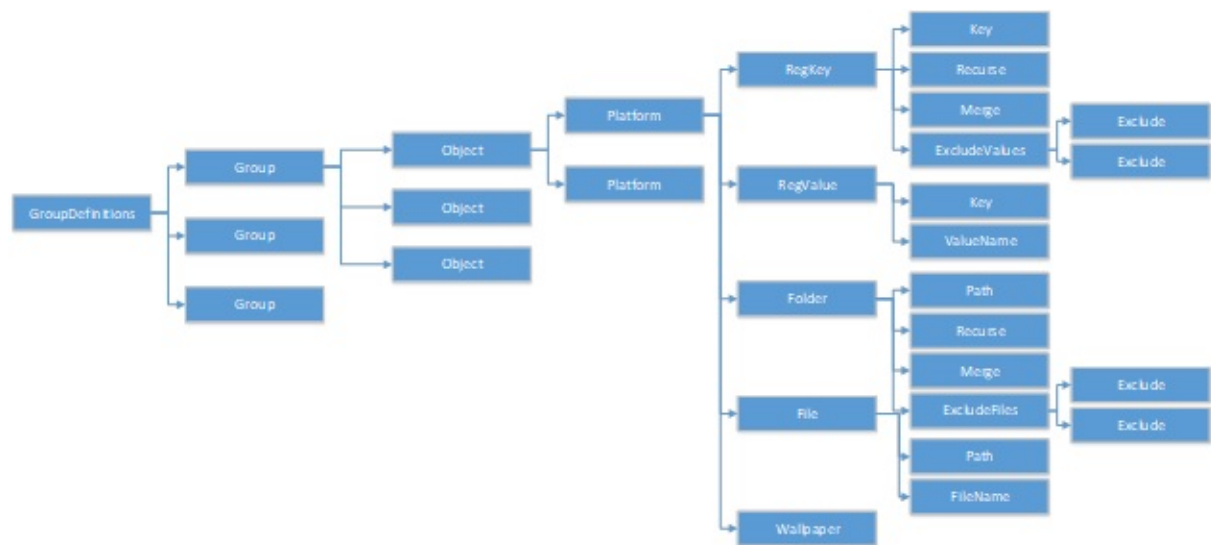 GroupDefinitions
Group
Group
Group
Object
Object
Object
Platform
Platform
RegKey
Key
Recurse
Merge
ExcludeValues
Exclude
Exclude
RegValue
Key
ValueName
Folder
Path
Recurse
Merge
ExcludeFiles
Exclude
Exclude
File
Path
FileName
Wallpaper